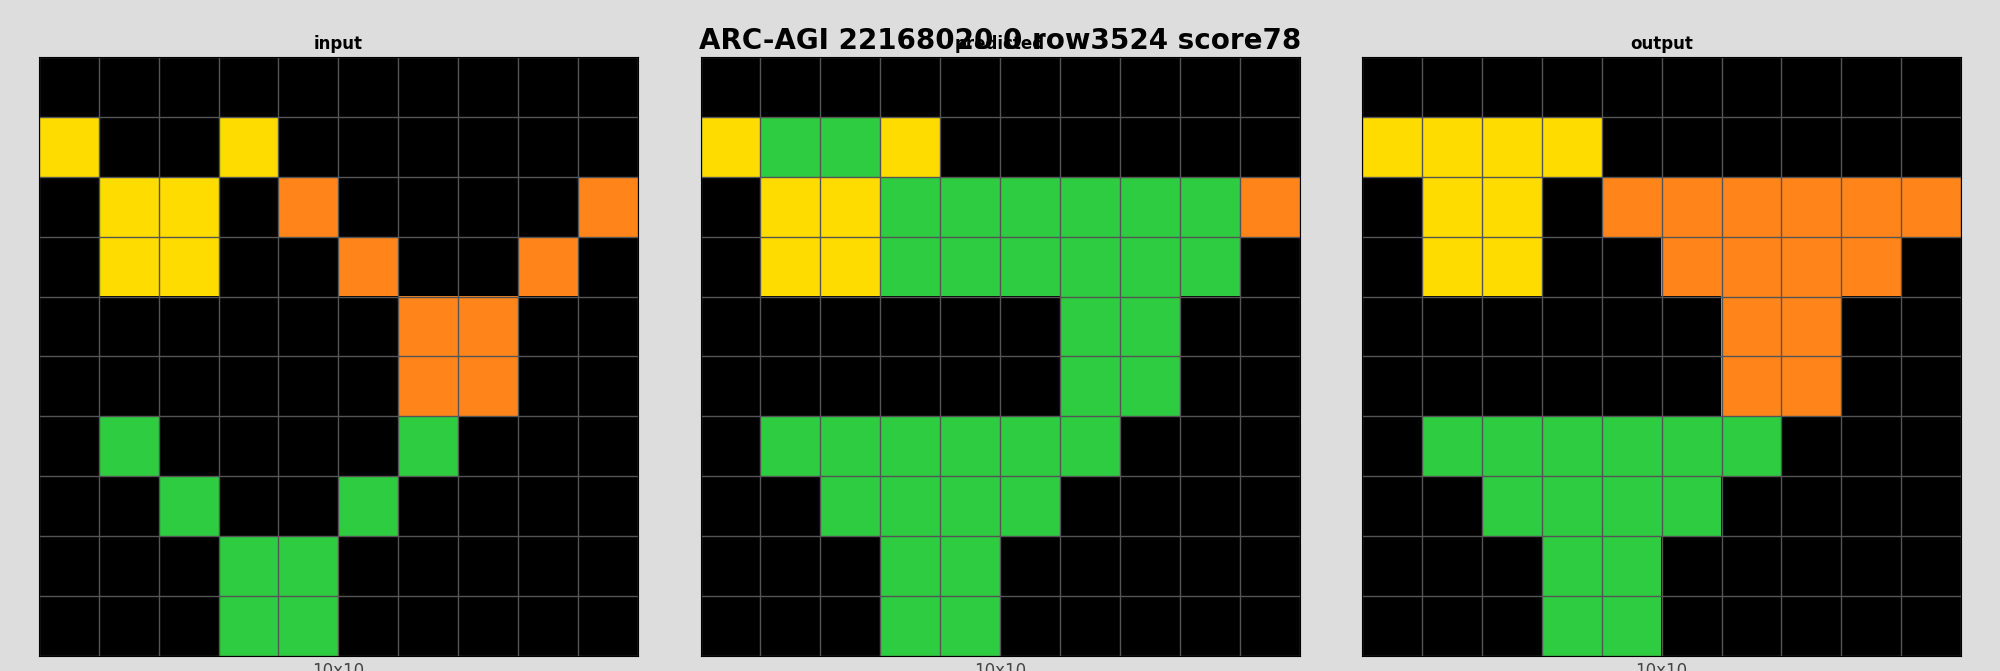 ARC-AGI 22168020.0 row3524 score78
input
predicted
output
10x10
10x10
10x10